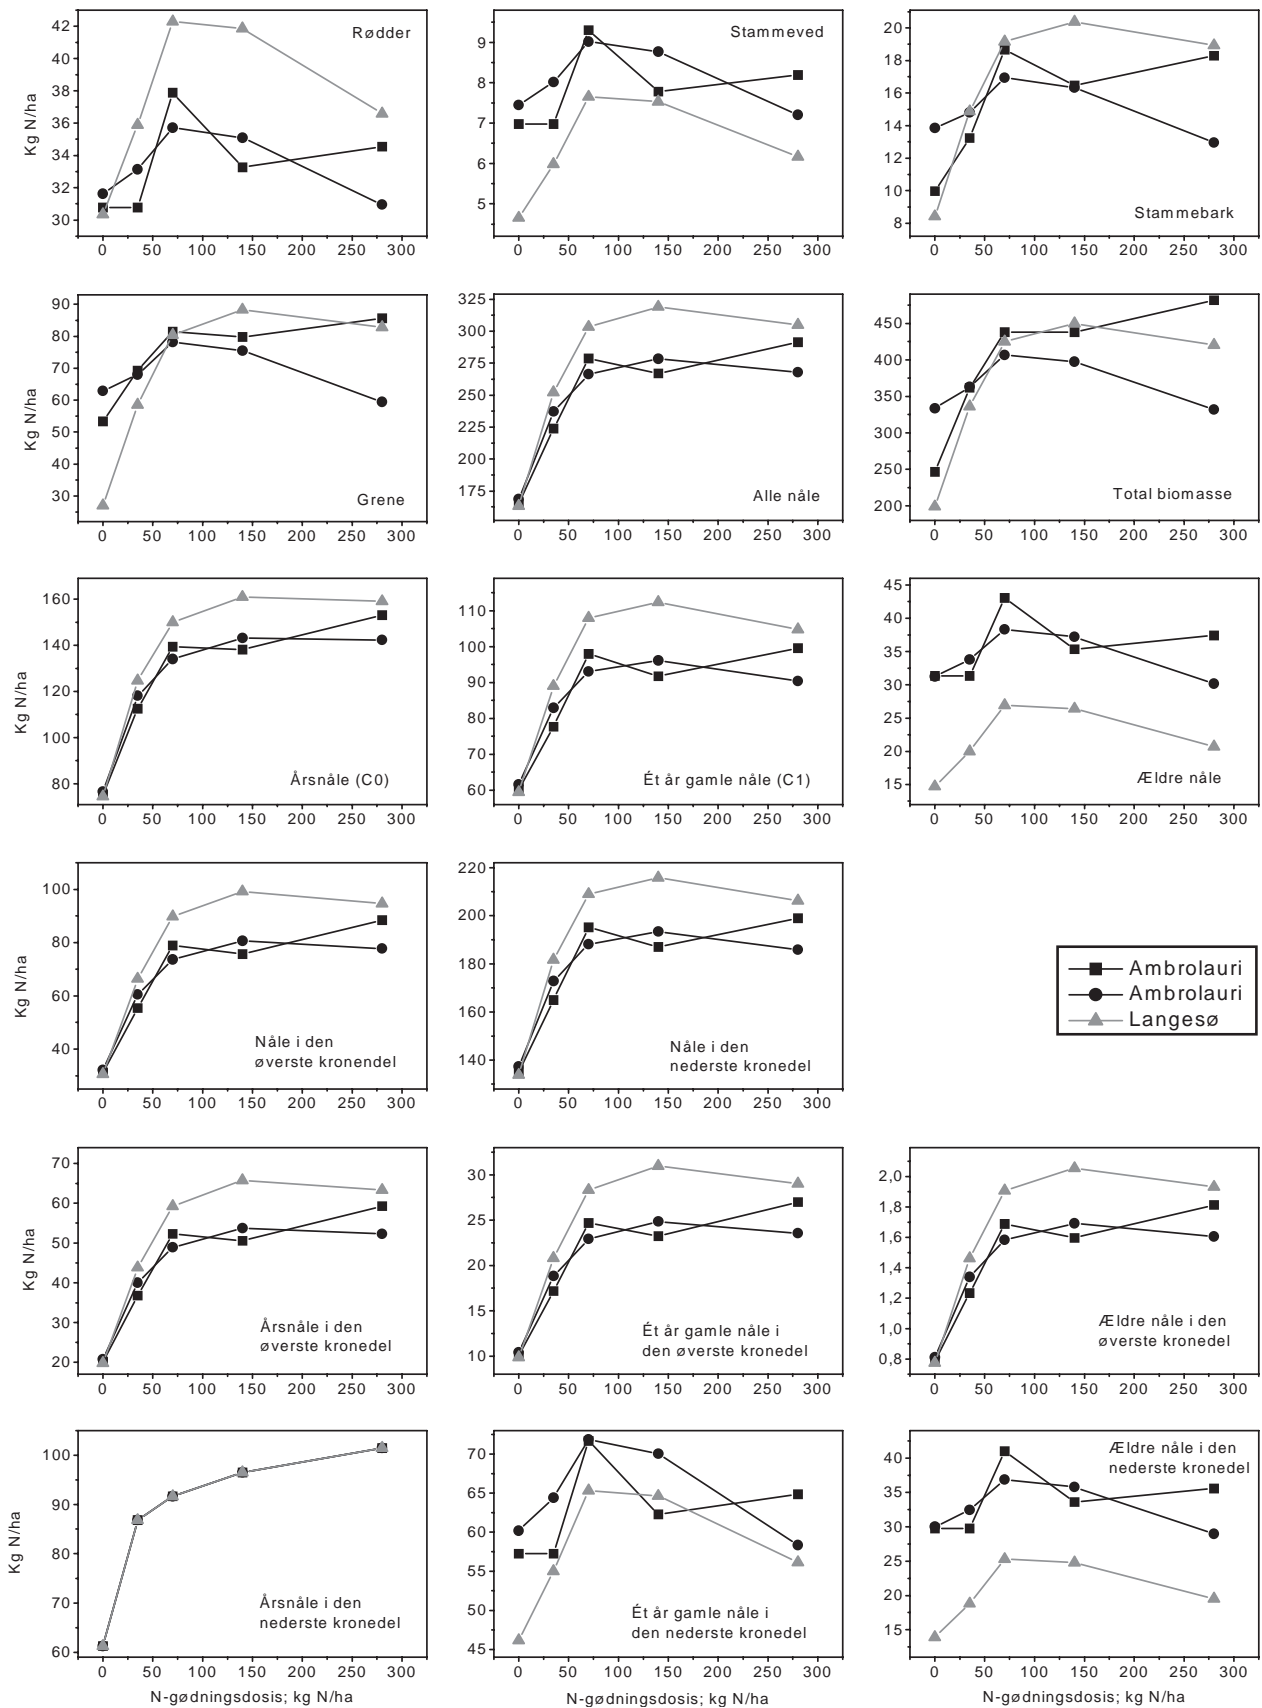 Rødder
Kg N/ha
42
40
38
36
34
32
30
0 50 100 150 200 250 300
Stammeved
9
8
7
6
5
0 50 100 150 200 250 300
Stammebark
20
18
16
14
12
10
8
0 50 100 150 200 250 300
Grene
Kg N/ha
90
80
70
60
50
40
30
0 50 100 150 200 250 300
Alle nåle
325
300
275
250
225
200
175
0 50 100 150 200 250 300
Total biomasse
450
400
350
300
250
200
0 50 100 150 200 250 300
Årsnåle (C0)
Kg N/ha
160
140
120
100
80
0 50 100 150 200 250 300
Ét år gamle nåle (C1)
110
100
90
80
70
60
0 50 100 150 200 250 300
Ældre nåle
45
40
35
30
25
20
15
0 50 100 150 200 250 300
Nåle i den
øverste kronendel
Kg N/ha
100
80
60
40
0 50 100 150 200 250 300
Nåle i den
nederste kronedel
220
200
180
160
140
0 50 100 150 200 250 300
Ambrolauri
Ambrolauri
Langesø
Årsnåle i den
øverste kronedel
Kg N/ha
70
60
50
40
30
20
0 50 100 150 200 250 300
Ét år gamle nåle i
den øverste kronedel
30
25
20
15
10
0 50 100 150 200 250 300
Ældre nåle i den
øverste kronedel
2,0
1,8
1,6
1,4
1,2
1,0
0,8
0 50 100 150 200 250 300
Årsnåle i den
nederste kronedel
Kg N/ha
100
90
80
70
60
0 50 100 150 200 250 300
N-gødningsdosis; kg N/ha
Ét år gamle nåle i
den nederste kronedel
70
65
60
55
50
45
0 50 100 150 200 250 300
N-gødningsdosis; kg N/ha
Ældre nåle i den
nederste kronedel
40
35
30
25
20
15
0 50 100 150 200 250 300
N-gødningsdosis; kg N/ha